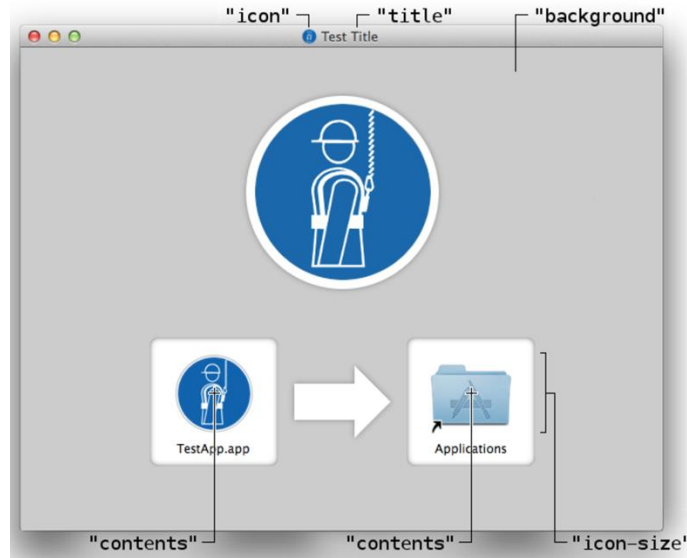 "icon" "title" "background"
Test Title
TestApp.app Applications
"contents" "contents" "icon-size"